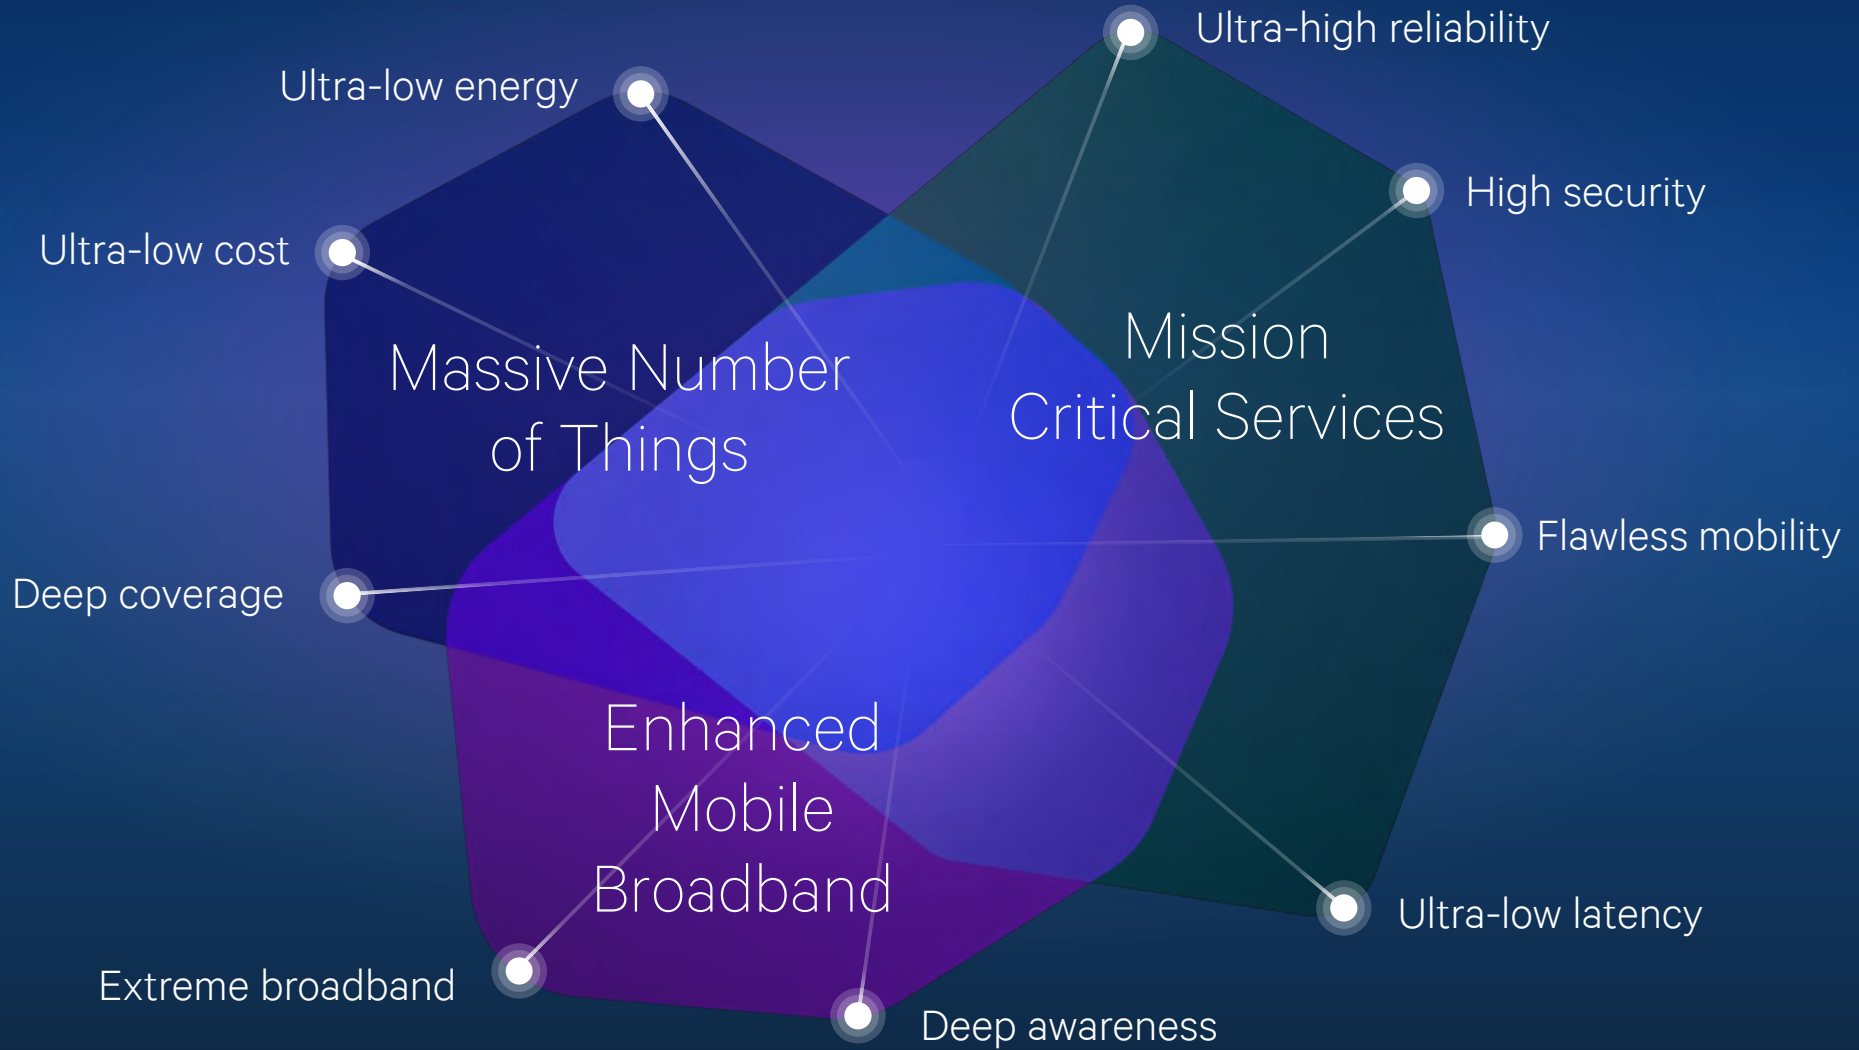 Ultra-high reliability
Ultra-low energy
High security
Ultra-low cost
Mission
Critical Services
Massive Number
of Things
Flawless mobility
Deep coverage
Enhanced
Mobile
Broadband
Ultra-low latency
Extreme broadband
Deep awareness